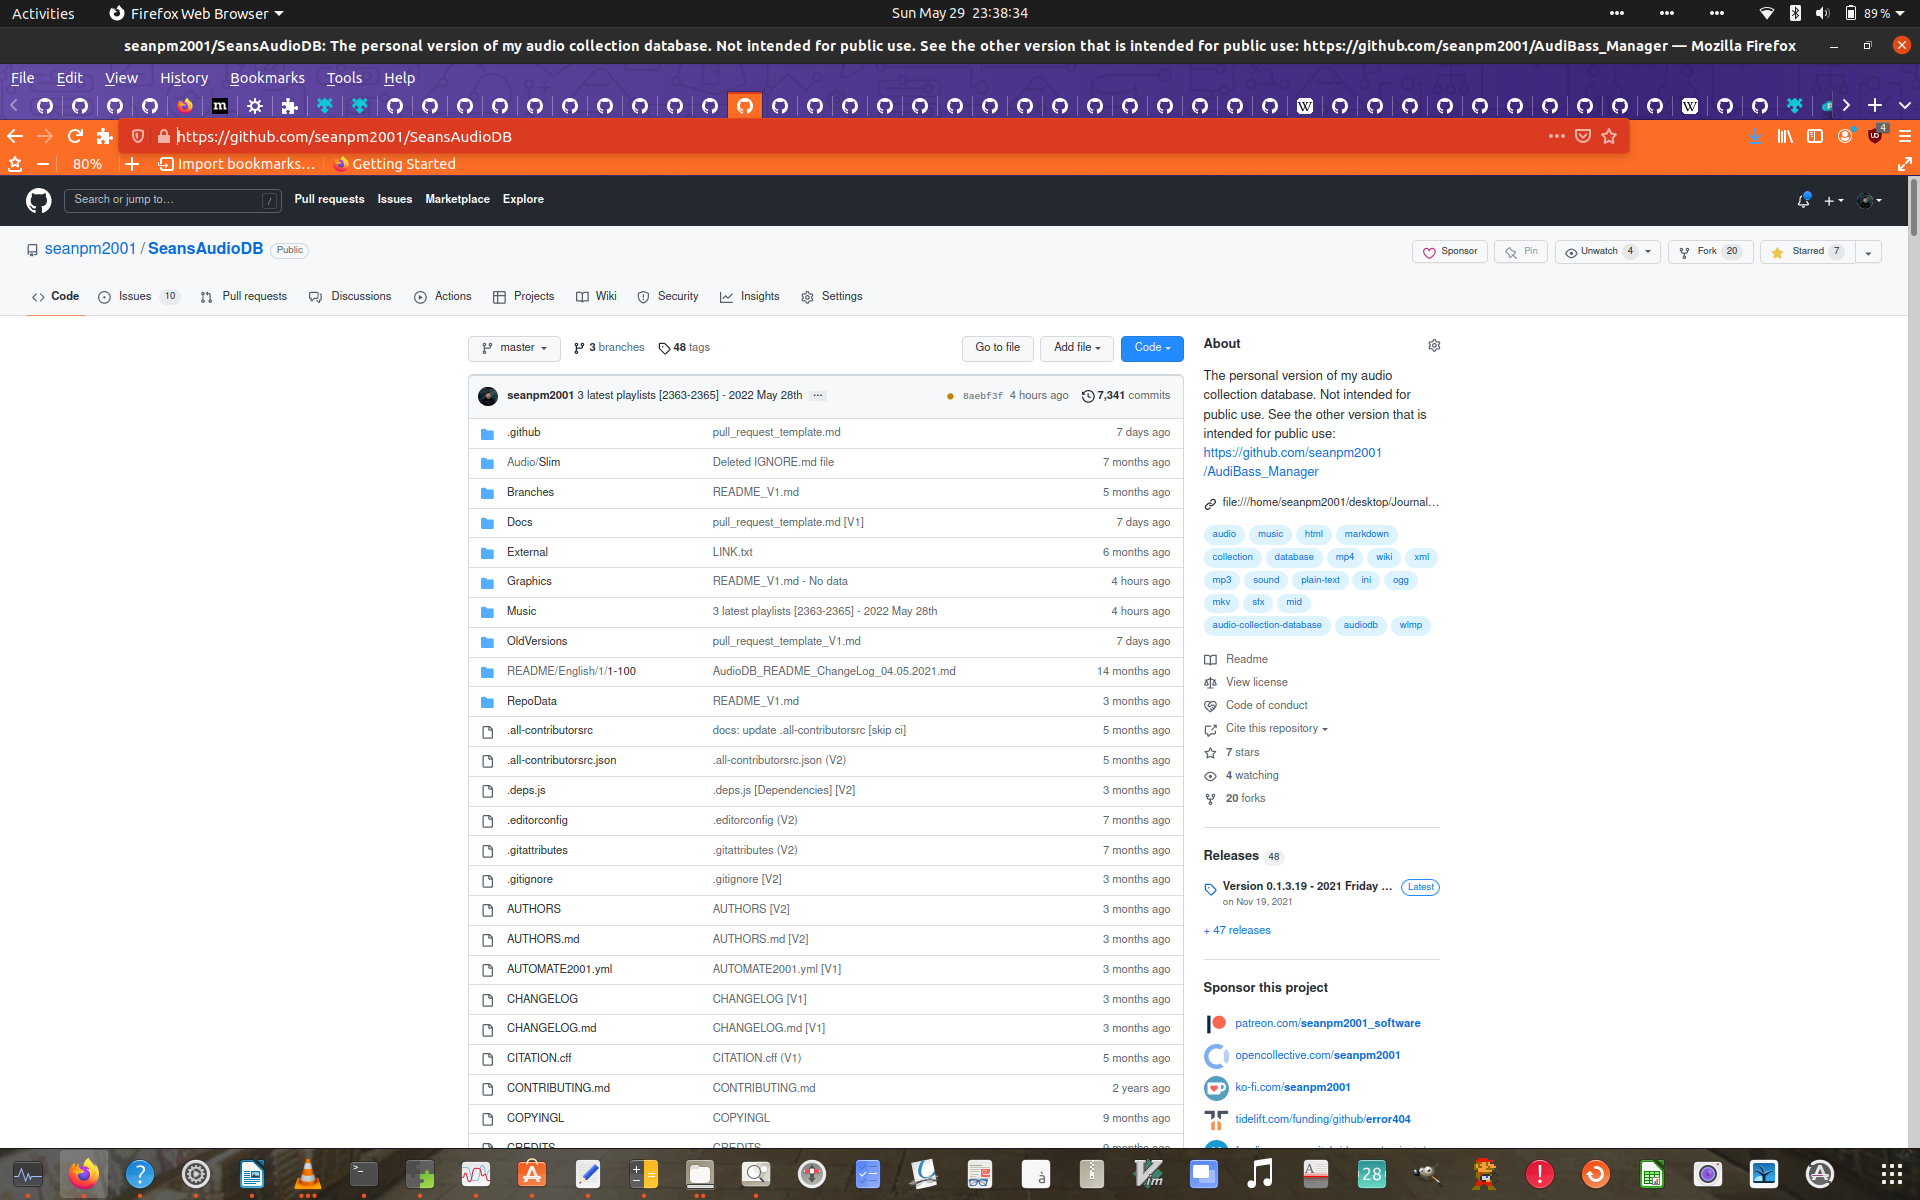 Activities Firefox Web Browser Sun May 29 23:38:34 89 %
seanpm2001/SeansAudioDB: The personal version of my audio collection database. Not intended for public use. See the other version that is intended for public use: https://github.com/seanpm2001/AudiBass_Manager — Mozilla Firefox
File Edit View History Bookmarks Tools Help
https://github.com/seanpm2001/SeansAudioDB 4
80% Import bookmarks… Getting Started
Search or jump to… / Pull requests Issues Marketplace Explore
seanpm2001 / SeansAudioDB Public Sponsor Pin Unwatch 4 Fork 20 Starred 7
Code Issues 10 Pull requests Discussions Actions Projects Wiki Security Insights Settings
master 3 branches 48 tags Go to file Add file Code
seanpm2001 3 latest playlists [2363-2365] - 2022 May 28th ··· 8aebf3f 4 hours ago 7,341 commits
.github pull_request_template.md 7 days ago
Audio/Slim Deleted IGNORE.md file 7 months ago
Branches README_V1.md 5 months ago
Docs pull_request_template.md [V1] 7 days ago
External LINK.txt 6 months ago
Graphics README_V1.md - No data 4 hours ago
Music 3 latest playlists [2363-2365] - 2022 May 28th 4 hours ago
OldVersions pull_request_template_V1.md 7 days ago
README/English/1/1-100 AudioDB_README_ChangeLog_04.05.2021.md 14 months ago
RepoData README_V1.md 3 months ago
.all-contributorsrc docs: update .all-contributorsrc [skip ci] 5 months ago
.all-contributorsrc.json .all-contributorsrc.json (V2) 5 months ago
.deps.js .deps.js [Dependencies] [V2] 3 months ago
.editorconfig .editorconfig (V2) 7 months ago
.gitattributes .gitattributes (V2) 7 months ago
.gitignore .gitignore [V2] 3 months ago
AUTHORS AUTHORS [V2] 3 months ago
AUTHORS.md AUTHORS.md [V2] 3 months ago
AUTOMATE2001.yml AUTOMATE2001.yml [V1] 3 months ago
CHANGELOG CHANGELOG [V1] 3 months ago
CHANGELOG.md CHANGELOG.md [V1] 3 months ago
CITATION.cff CITATION.cff (V1) 5 months ago
CONTRIBUTING.md CONTRIBUTING.md 2 years ago
COPYINGL COPYINGL 9 months ago
CREDITS CREDITS 9 months ago
About
The personal version of my audio
collection database. Not intended for
public use. See the other version that is
intended for public use:
https://github.com/seanpm2001
/AudiBass_Manager
file:///home/seanpm2001/desktop/Journal...
audio music html markdown
collection database mp4 wiki xml
mp3 sound plain-text ini ogg
mkv sfx mid
audio-collection-database audiodb wlmp
Readme
View license
Code of conduct
Cite this repository
7 stars
4 watching
20 forks
Releases 48
Version 0.1.3.19 - 2021 Friday ... Latest
on Nov 19, 2021
+ 47 releases
Sponsor this project
patreon.com/seanpm2001_software
opencollective.com/seanpm2001
ko-fi.com/seanpm2001
tidelift.com/funding/github/error404
28